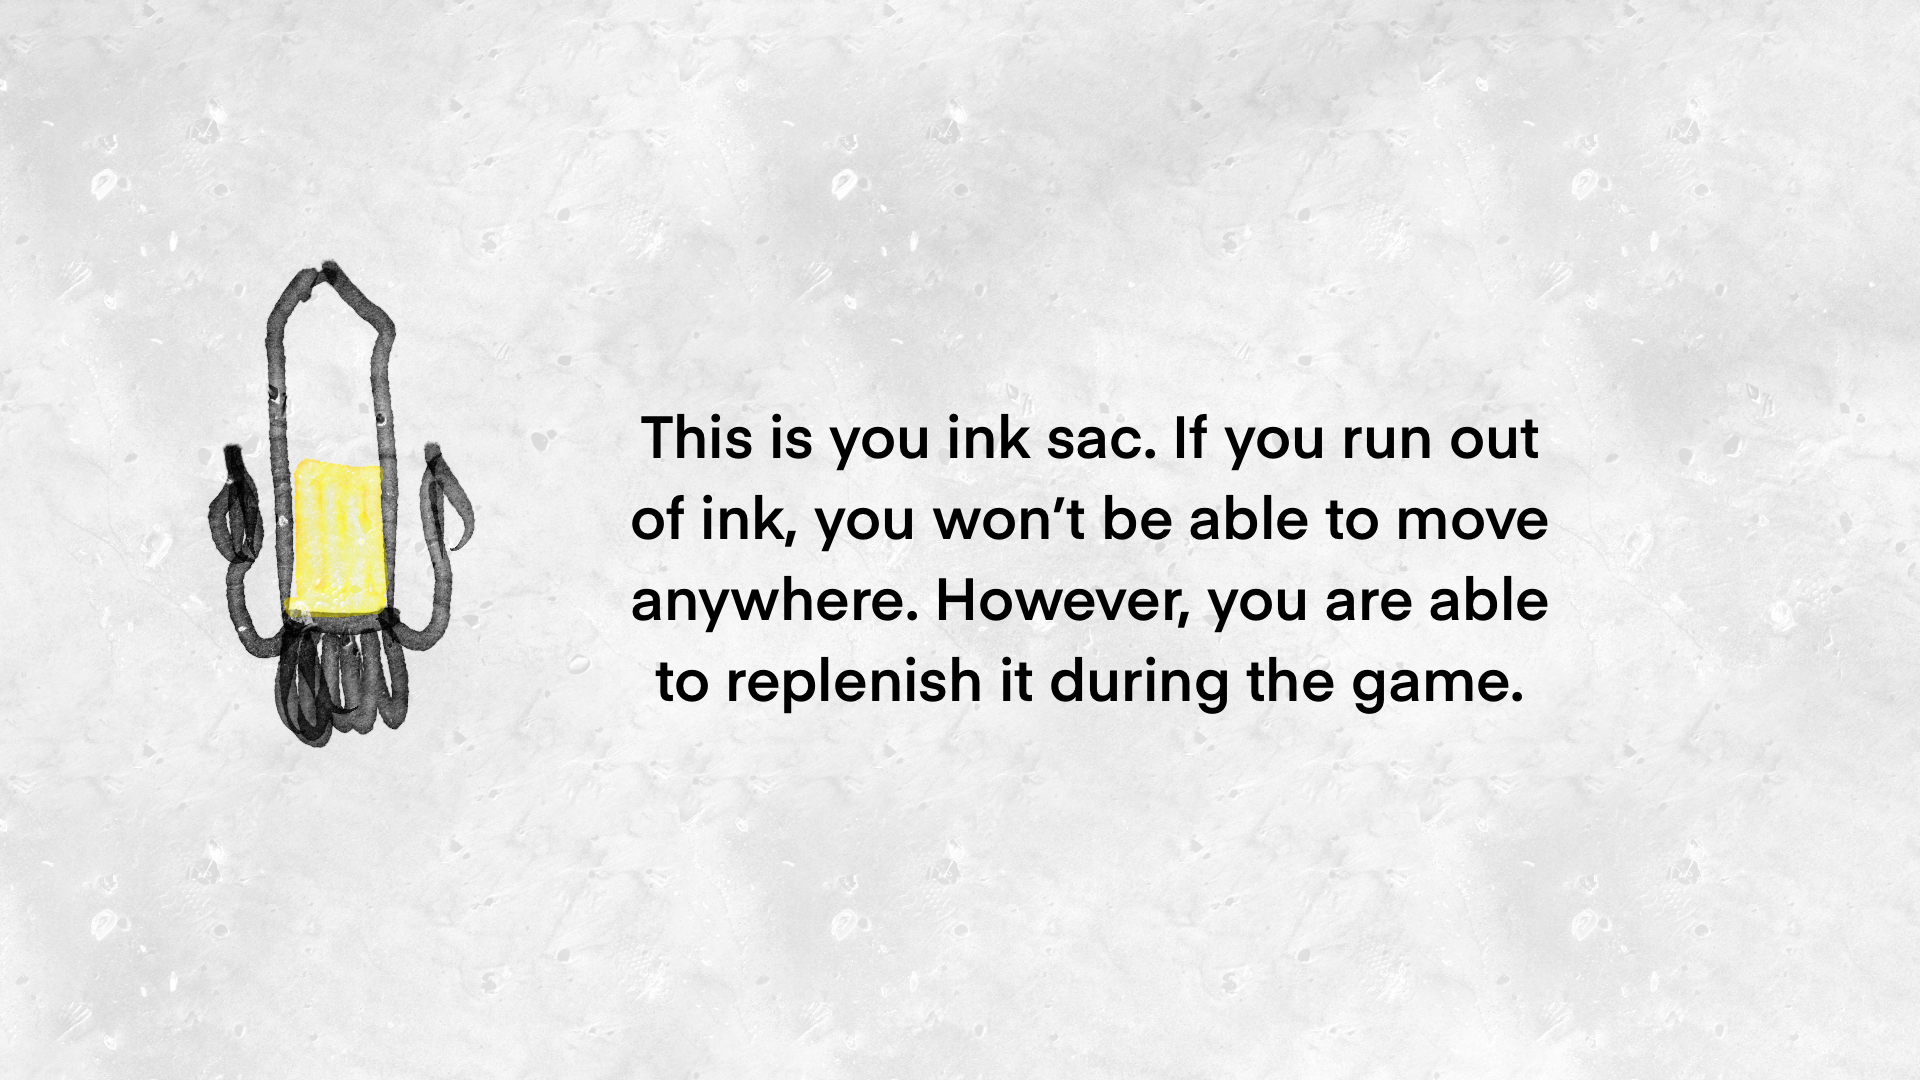 This is you ink sac. If you run out
of ink, you won’t be able to move
anywhere. However, you are able
to replenish it during the game.